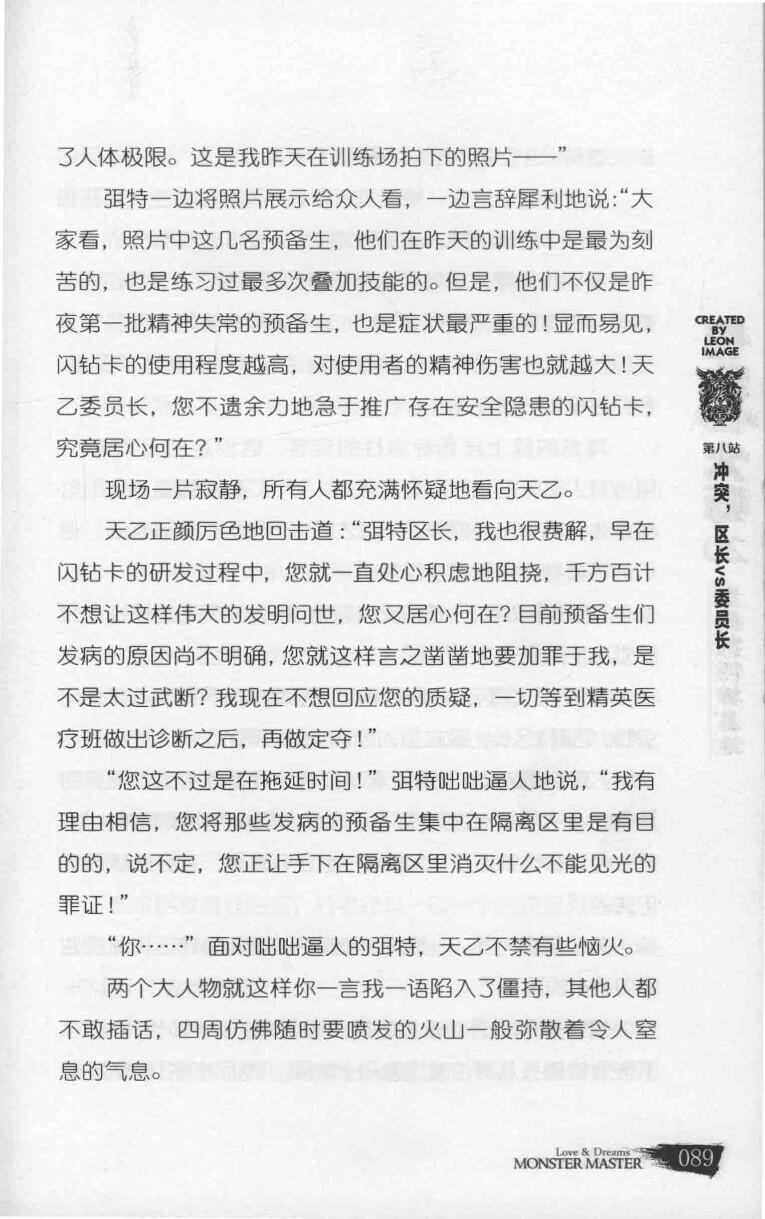 了人体极限。这是我昨天在训练场拍下的照片——”
弭特一边将照片展示给众人看，一边言辞犀利地说：“大
家看，照片中这几名预备生，他们在昨天的训练中是最为刻
苦的，也是练习过最多次叠加技能的。但是，他们不仅是昨
夜第一批精神失常的预备生，也是症状最严重的！显而易见，
闪钻卡的使用程度越高，对使用者的精神伤害也就越大！天
乙委员长，您不遗余力地急于推广存在安全隐患的闪钻卡，
究竟居心何在？”
现场一片寂静，所有人都充满怀疑地看向天乙。
天乙正颜厉色地回击道：“弭特区长，我也很费解，早在
闪钻卡的研发过程中，您就一直处心积虑地阻挠，千方百计
不想让这样伟大的发明问世，您又居心何在？目前预备生们
发病的原因尚不明确，您就这样言之凿凿地要加罪于我，是
不是太过武断？我现在不想回应您的质疑，一切等到精英医
疗班做出诊断之后，再做定夺！”
“您这不过是在拖延时间！”弭特咄咄逼人地说，“我有
理由相信，您将那些发病的预备生集中在隔离区里是有目
的的，说不定，您正让手下在隔离区里消灭什么不能见光的
罪证！”
“你……”面对咄咄逼人的弭特，天乙不禁有些恼火。
两个大人物就这样你一言我一语陷入了僵持，其他人都
不敢插话，四周仿佛随时要喷发的火山一般弥散着令人窒
息的气息。
CREATED
BY
LEON
IMAGE
第八站
冲突，区长vs委员长
Love & Dreams
MONSTER MASTER
089